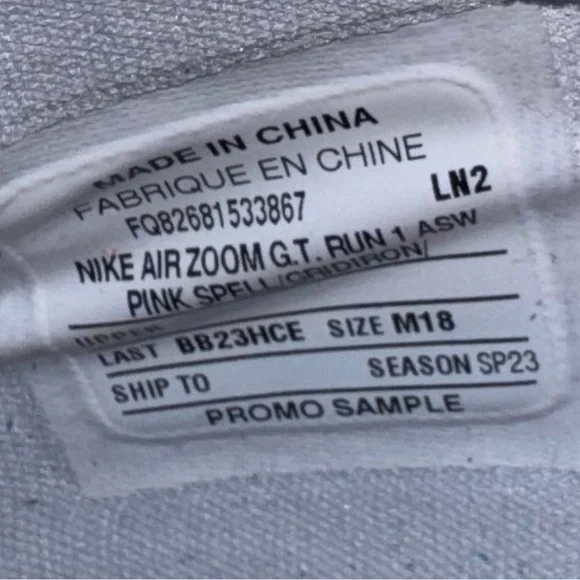 MADE IN CHINA
FABRIQUE EN CHINE
FQ82681533867 LN2
NIKE AIR ZOOM G.T. RUN 1 ASW
PINK SPELL/GRIDIRON/
UPPER
LAST BB23HCE SIZE M18
SHIP TO SEASON SP23
PROMO SAMPLE